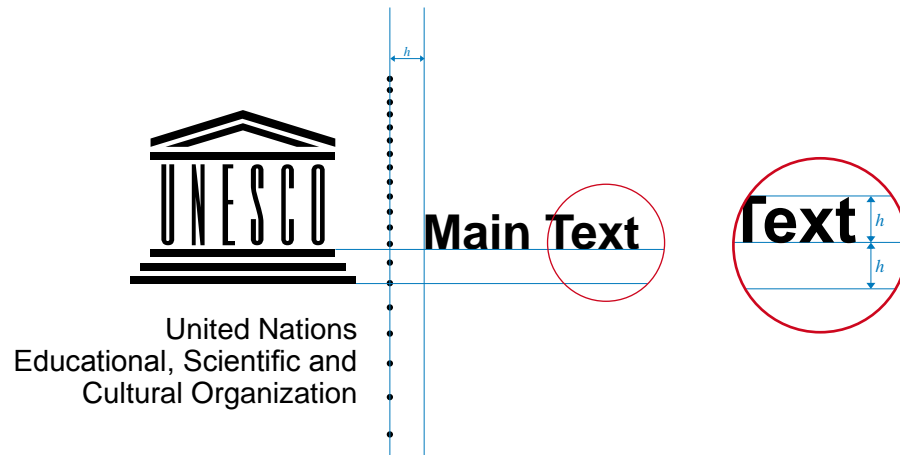 h
UNESCO
Main Text
United Nations
Educational, Scientific and
Cultural Organization
Text
h
h